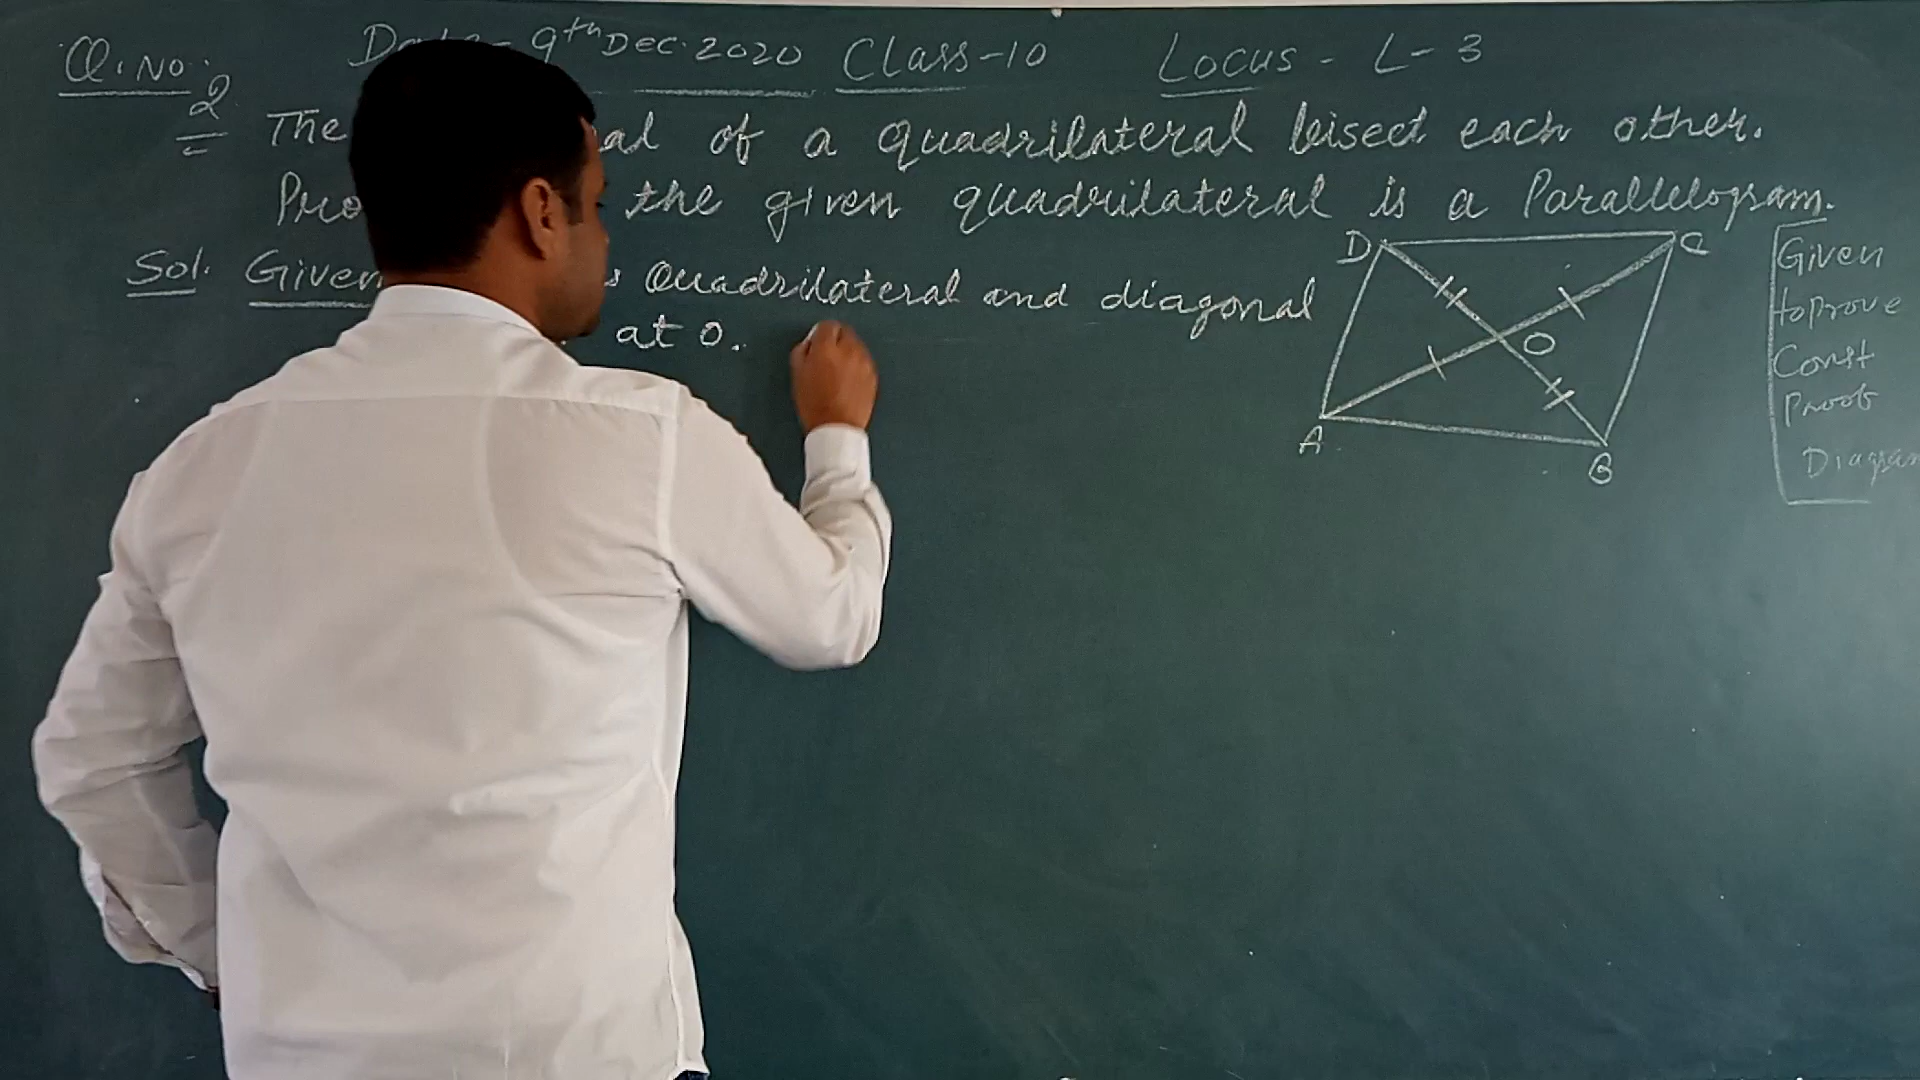 Q.No. 9th Dec. 2020 Class-10 Locus - L-3
2 The of a quadrilateral bisect each other.
the given quadrilateral is a Parallelogram.
Sol. Given Quadrilateral and diagonal
at O.
D C
O
A B
Given
to prove
Const
Proof